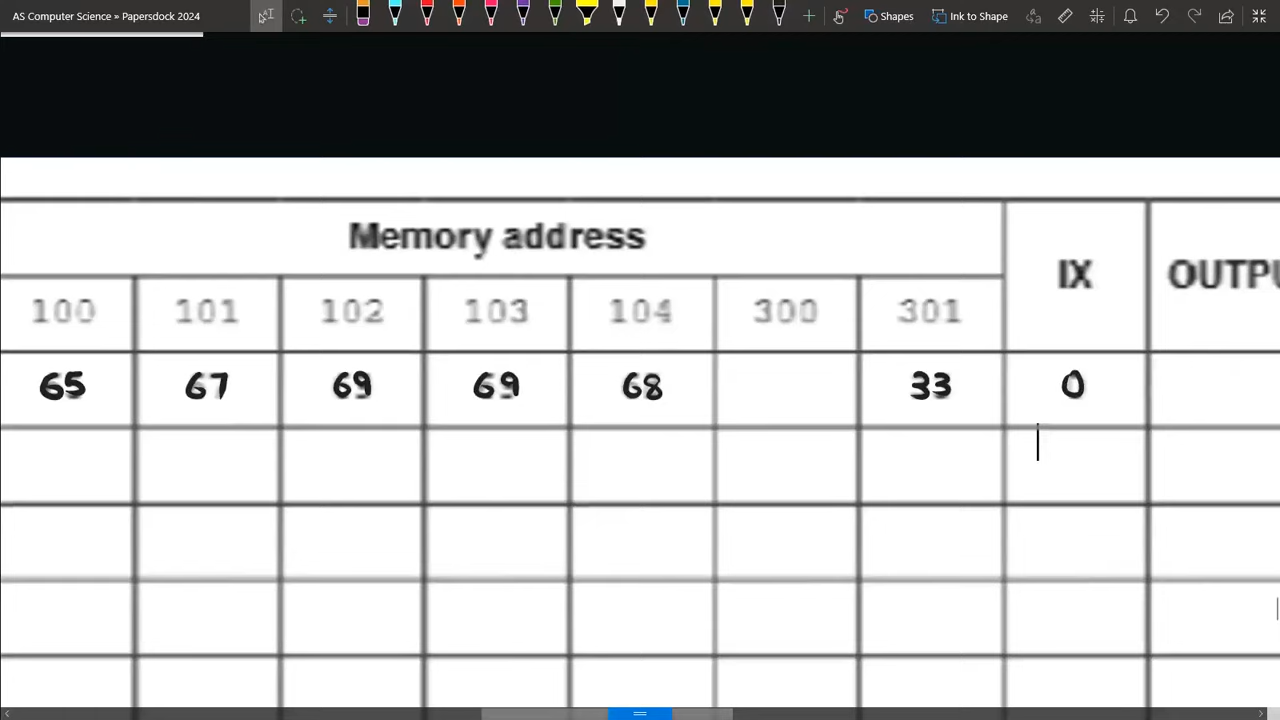 AS Computer Science » Papersdock 2024
Shapes
Ink to Shape
Memory address
IX
OUTPU
100 101 102 103 104 300 301
65 67 69 69 68 33 0